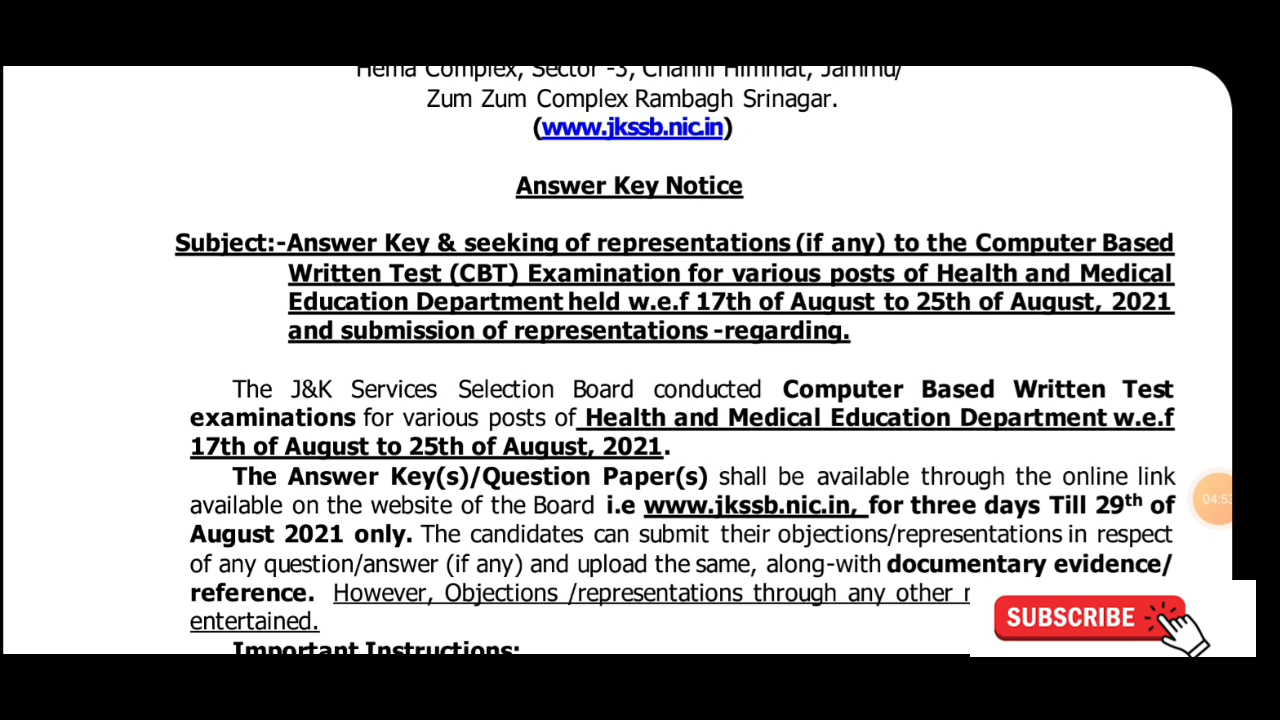 Hema Complex, Sector -3, Channi Himmat, Jammu/
Zum Zum Complex Rambagh Srinagar.
(www.jkssb.nic.in)
Answer Key Notice
Subject:-Answer Key & seeking of representations (if any) to the Computer Based
Written Test (CBT) Examination for various posts of Health and Medical
Education Department held w.e.f 17th of August to 25th of August, 2021
and submission of representations -regarding.
The J&K Services Selection Board conducted Computer Based Written Test
examinations for various posts of Health and Medical Education Department w.e.f
17th of August to 25th of August, 2021.
The Answer Key(s)/Question Paper(s) shall be available through the online link
available on the website of the Board i.e www.jkssb.nic.in, for three days Till 29th of
August 2021 only. The candidates can submit their objections/representations in respect
of any question/answer (if any) and upload the same, along-with documentary evidence/
reference. However, Objections /representations through any other
entertained.
Important Instructions:
04:53
SUBSCRIBE